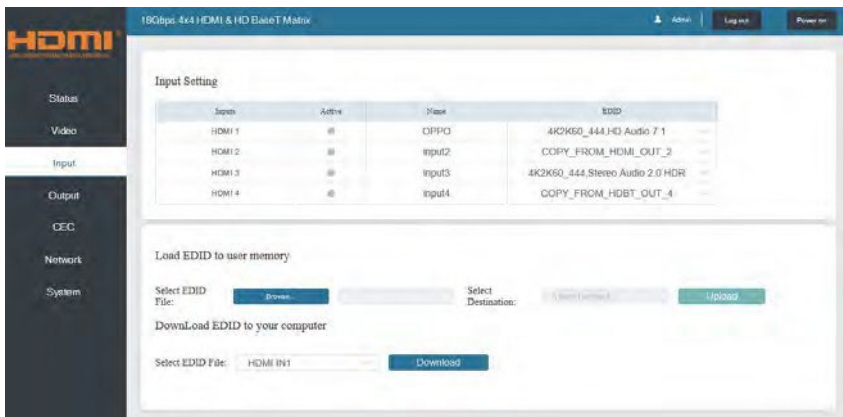 18Gbps 4x4 HDMI & HD BaseT Matrix
Admin
Log out
Power on
HDMI
Status
Video
Input
Output
CEC
Network
System
Input Setting
Inputs Active Name EDID
HDMI 1 OPPO 4K2K60_444,HD Audio 7.1
HDMI 2 input2 COPY_FROM_HDMI_OUT_2
HDMI 3 input3 4K2K60_444,Stereo Audio 2.0 HDR
HDMI 4 input4 COPY_FROM_HDBT_OUT_4
Load EDID to user memory
Select EDID File: Browse... Select Destination: Upload
DownLoad EDID to your computer
Select EDID File: HDMI IN1 Download